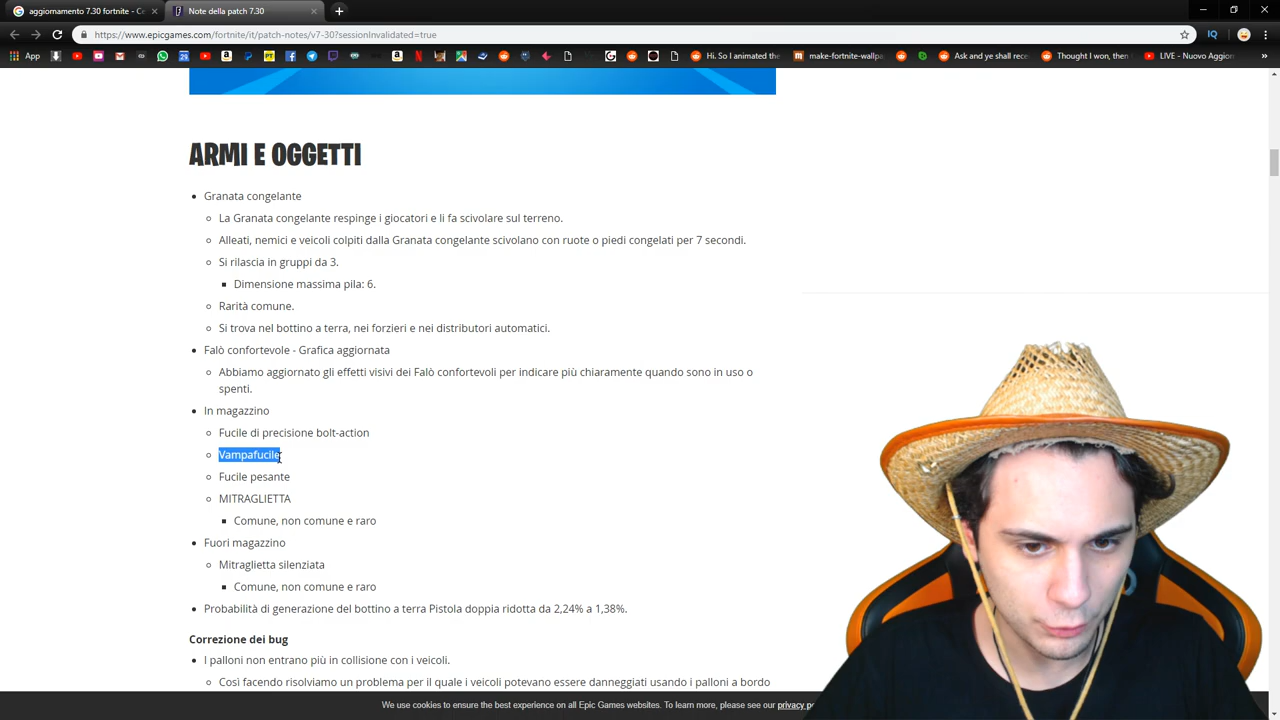 aggiornamento 7.30 fortnite - Ce
Note della patch 7.30
https://www.epicgames.com/fortnite/it/patch-notes/v7-30?sessionInvalidated=true
IQ
App
29
PT
Hi. So I animated the
make-fortnite-wallpa
Ask and ye shall rece
Thought I won, then
LIVE - Nuovo Aggion
»
ARMI E OGGETTI
Granata congelante
La Granata congelante respinge i giocatori e li fa scivolare sul terreno.
Alleati, nemici e veicoli colpiti dalla Granata congelante scivolano con ruote o piedi congelati per 7 secondi.
Si rilascia in gruppi da 3.
Dimensione massima pila: 6.
Rarità comune.
Si trova nel bottino a terra, nei forzieri e nei distributori automatici.
Falò confortevole - Grafica aggiornata
Abbiamo aggiornato gli effetti visivi dei Falò confortevoli per indicare più chiaramente quando sono in uso o
spenti.
In magazzino
Fucile di precisione bolt-action
Vampafucile
Fucile pesante
MITRAGLIETTA
Comune, non comune e raro
Fuori magazzino
Mitraglietta silenziata
Comune, non comune e raro
Probabilità di generazione del bottino a terra Pistola doppia ridotta da 2,24% a 1,38%.
Correzione dei bug
I palloni non entrano più in collisione con i veicoli.
Così facendo risolviamo un problema per il quale i veicoli potevano essere danneggiati usando i palloni a bordo
We use cookies to ensure the best experience on all Epic Games websites. To learn more, please see our privacy po